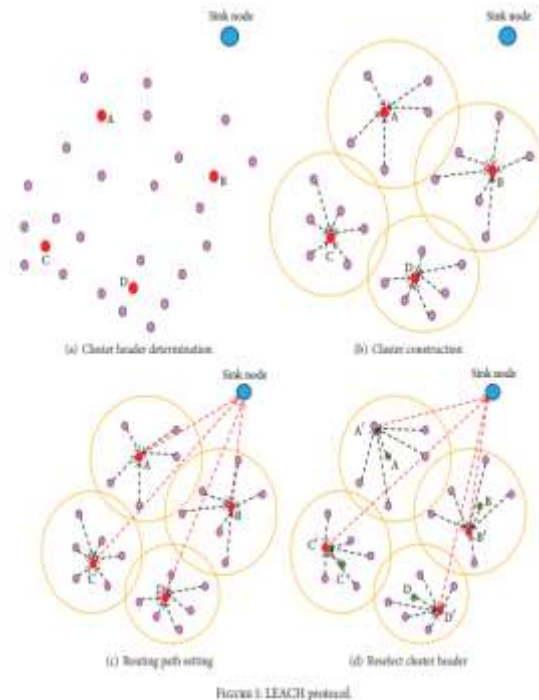 Sink node
Sink node
A
B
C
D
A
B
C
D
(a) Cluster header determination
(b) Cluster construction
Sink node
Sink node
A
B
C
D
A'
A
B
B'
C'
C
D
D'
(c) Routing path setting
(d) Reselect cluster header
FIGURE 1: LEACH protocol.